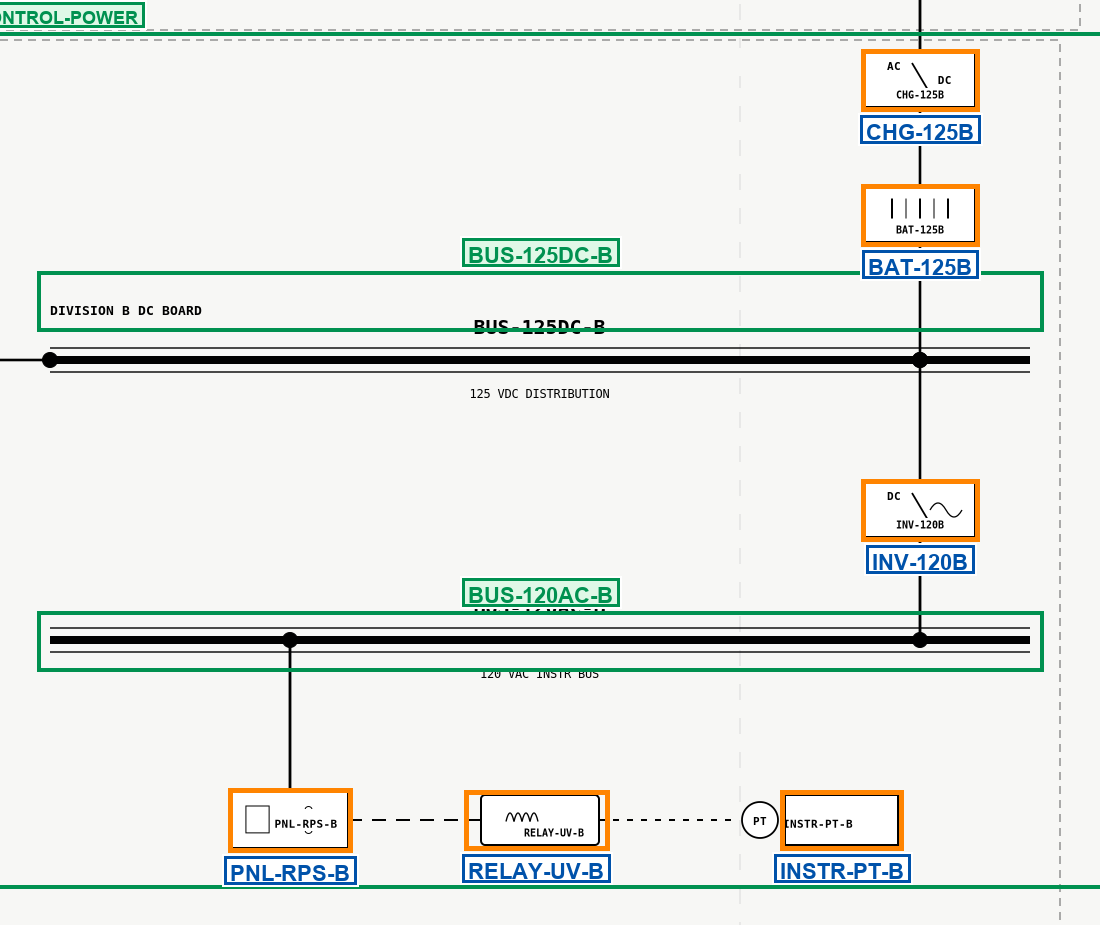 ONTROL-POWER
AC
DC
CHG-125B
CHG-125B
BAT-125B
BAT-125B
BUS-125DC-B
DIVISION B DC BOARD
BUS-125DC-B
125 VDC DISTRIBUTION
DC
INV-120B
INV-120B
BUS-120AC-B
120 VAC INSTR BUS
PNL-RPS-B
RELAY-UV-B
PT
INSTR-PT-B
PNL-RPS-B
RELAY-UV-B
INSTR-PT-B